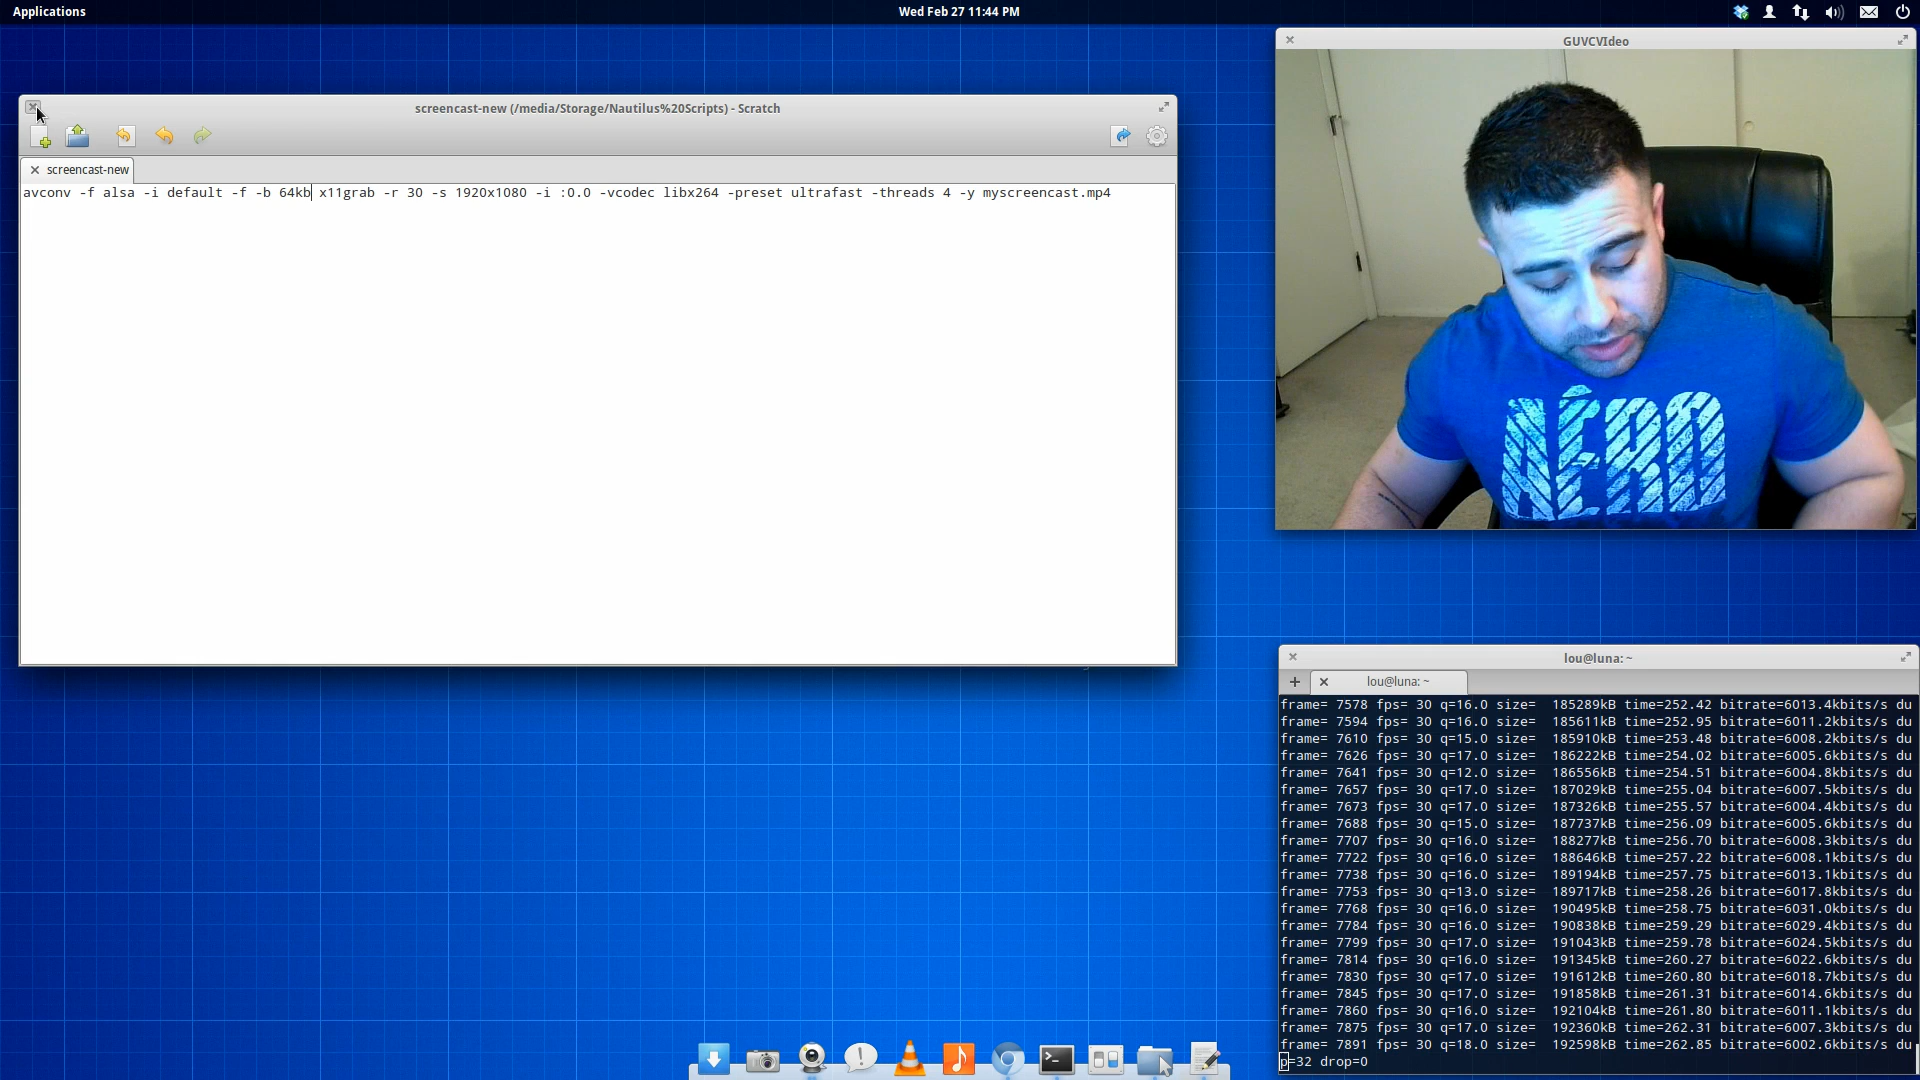 Applications
Wed Feb 27 11:44 PM
GUVCVIdeo
screencast-new (/media/Storage/Nautilus%20Scripts) - Scratch
screencast-new
avconv -f alsa -i default -f -b 64kb x11grab -r 30 -s 1920x1080 -i :0.0 -vcodec libx264 -preset ultrafast -threads 4 -y myscreencast.mp4
AERO
lou@luna: ~
lou@luna: ~
frame= 7578 fps= 30 q=16.0 size=  185289kB time=252.42 bitrate=6013.4kbits/s du
frame= 7594 fps= 30 q=16.0 size=  185611kB time=252.95 bitrate=6011.2kbits/s du
frame= 7610 fps= 30 q=15.0 size=  185910kB time=253.48 bitrate=6008.2kbits/s du
frame= 7626 fps= 30 q=17.0 size=  186222kB time=254.02 bitrate=6005.6kbits/s du
frame= 7641 fps= 30 q=12.0 size=  186556kB time=254.51 bitrate=6004.8kbits/s du
frame= 7657 fps= 30 q=17.0 size=  187029kB time=255.04 bitrate=6007.5kbits/s du
frame= 7673 fps= 30 q=17.0 size=  187326kB time=255.57 bitrate=6004.4kbits/s du
frame= 7688 fps= 30 q=15.0 size=  187737kB time=256.09 bitrate=6005.6kbits/s du
frame= 7707 fps= 30 q=16.0 size=  188277kB time=256.70 bitrate=6008.3kbits/s du
frame= 7722 fps= 30 q=16.0 size=  188646kB time=257.22 bitrate=6008.1kbits/s du
frame= 7738 fps= 30 q=16.0 size=  189194kB time=257.75 bitrate=6013.1kbits/s du
frame= 7753 fps= 30 q=13.0 size=  189717kB time=258.26 bitrate=6017.8kbits/s du
frame= 7768 fps= 30 q=16.0 size=  190495kB time=258.75 bitrate=6031.0kbits/s du
frame= 7784 fps= 30 q=16.0 size=  190838kB time=259.29 bitrate=6029.4kbits/s du
frame= 7799 fps= 30 q=17.0 size=  191043kB time=259.78 bitrate=6024.5kbits/s du
frame= 7814 fps= 30 q=16.0 size=  191345kB time=260.27 bitrate=6022.6kbits/s du
frame= 7830 fps= 30 q=17.0 size=  191612kB time=260.80 bitrate=6018.7kbits/s du
frame= 7845 fps= 30 q=17.0 size=  191858kB time=261.31 bitrate=6014.6kbits/s du
frame= 7860 fps= 30 q=16.0 size=  192104kB time=261.80 bitrate=6011.1kbits/s du
frame= 7875 fps= 30 q=17.0 size=  192360kB time=262.31 bitrate=6007.3kbits/s du
frame= 7891 fps= 30 q=18.0 size=  192598kB time=262.85 bitrate=6002.6kbits/s du
p=32 drop=0